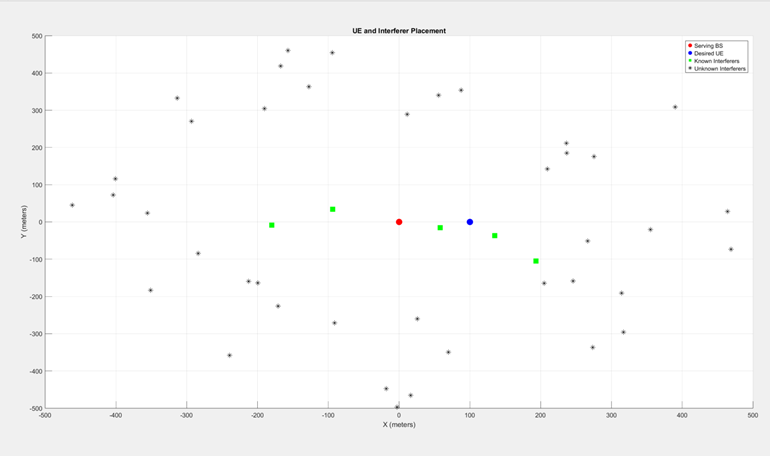 UE and Interferer Placement
Serving BS
Desired UE
Known Interferers
Unknown Interferers
500
400
300
200
100
0
-100
-200
-300
-400
-500
Y (meters)
-500 -400 -300 -200 -100 0 100 200 300 400 500
X (meters)